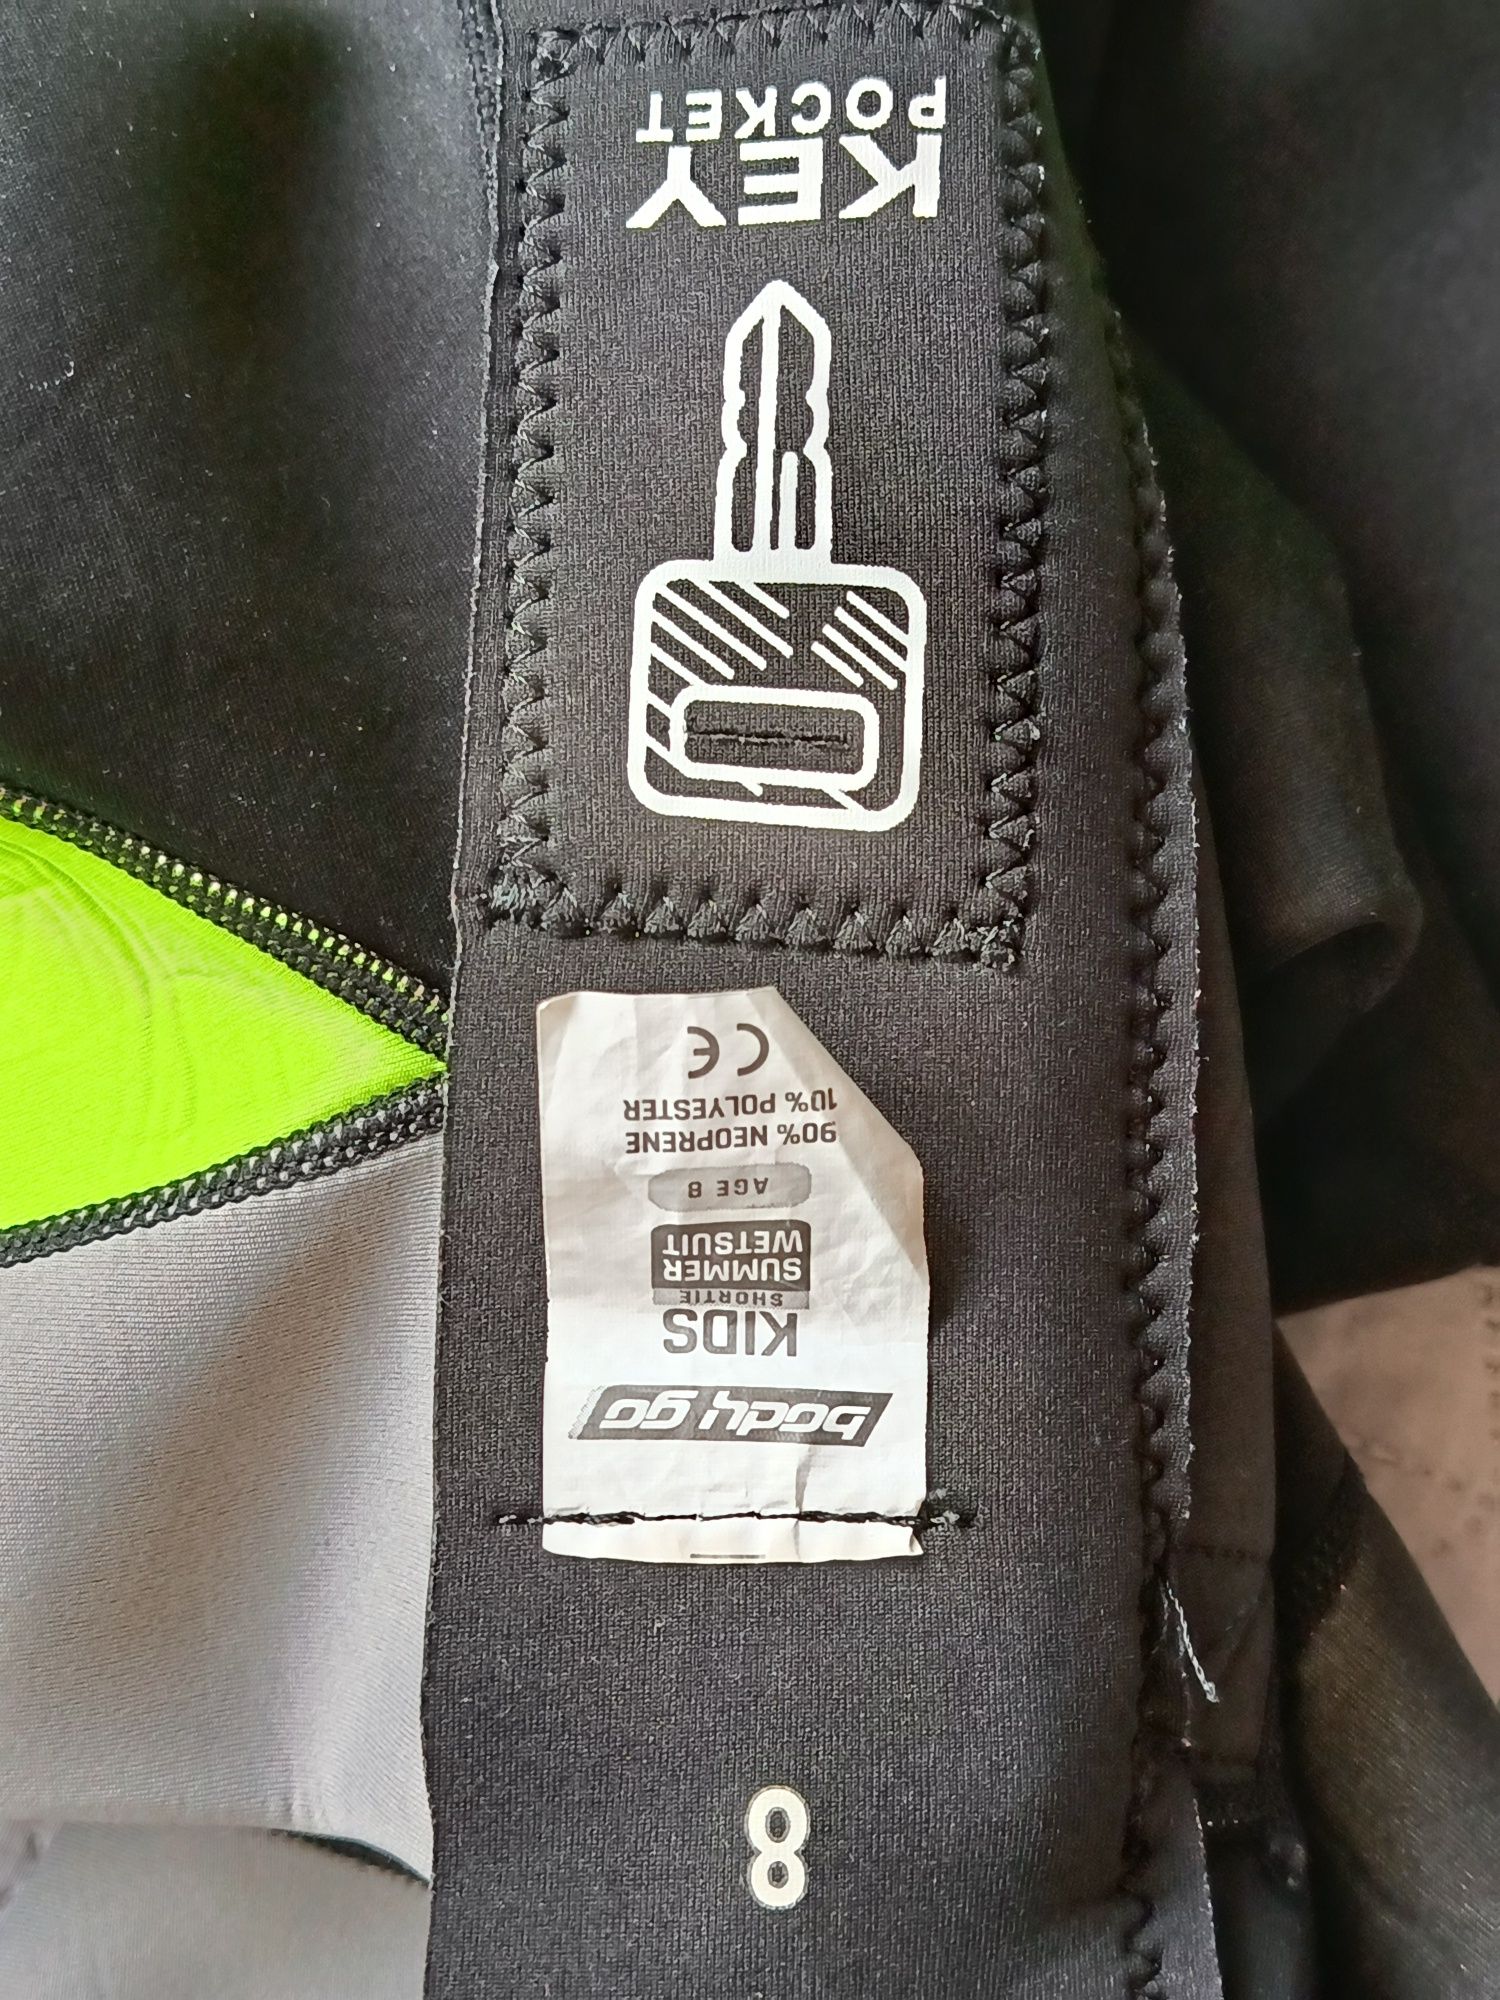 8
body go
KIDS
SHORTIE
SUMMER
WETSUIT
AGE 8
90% NEOPRENE
10% POLYESTER
CE
KEY
POCKET